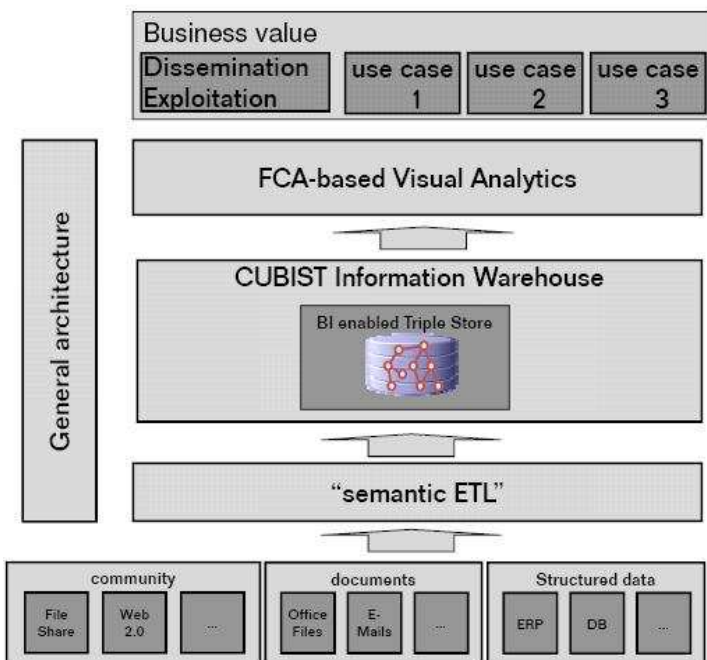 Business value
Dissemination
Exploitation
use case
1
use case
2
use case
3
General architecture
FCA-based Visual Analytics
CUBIST Information Warehouse
BI enabled Triple Store
“semantic ETL”
community
File
Share
Web
2.0
...
documents
Office
Files
E-
Mails
...
Structured data
ERP
DB
...